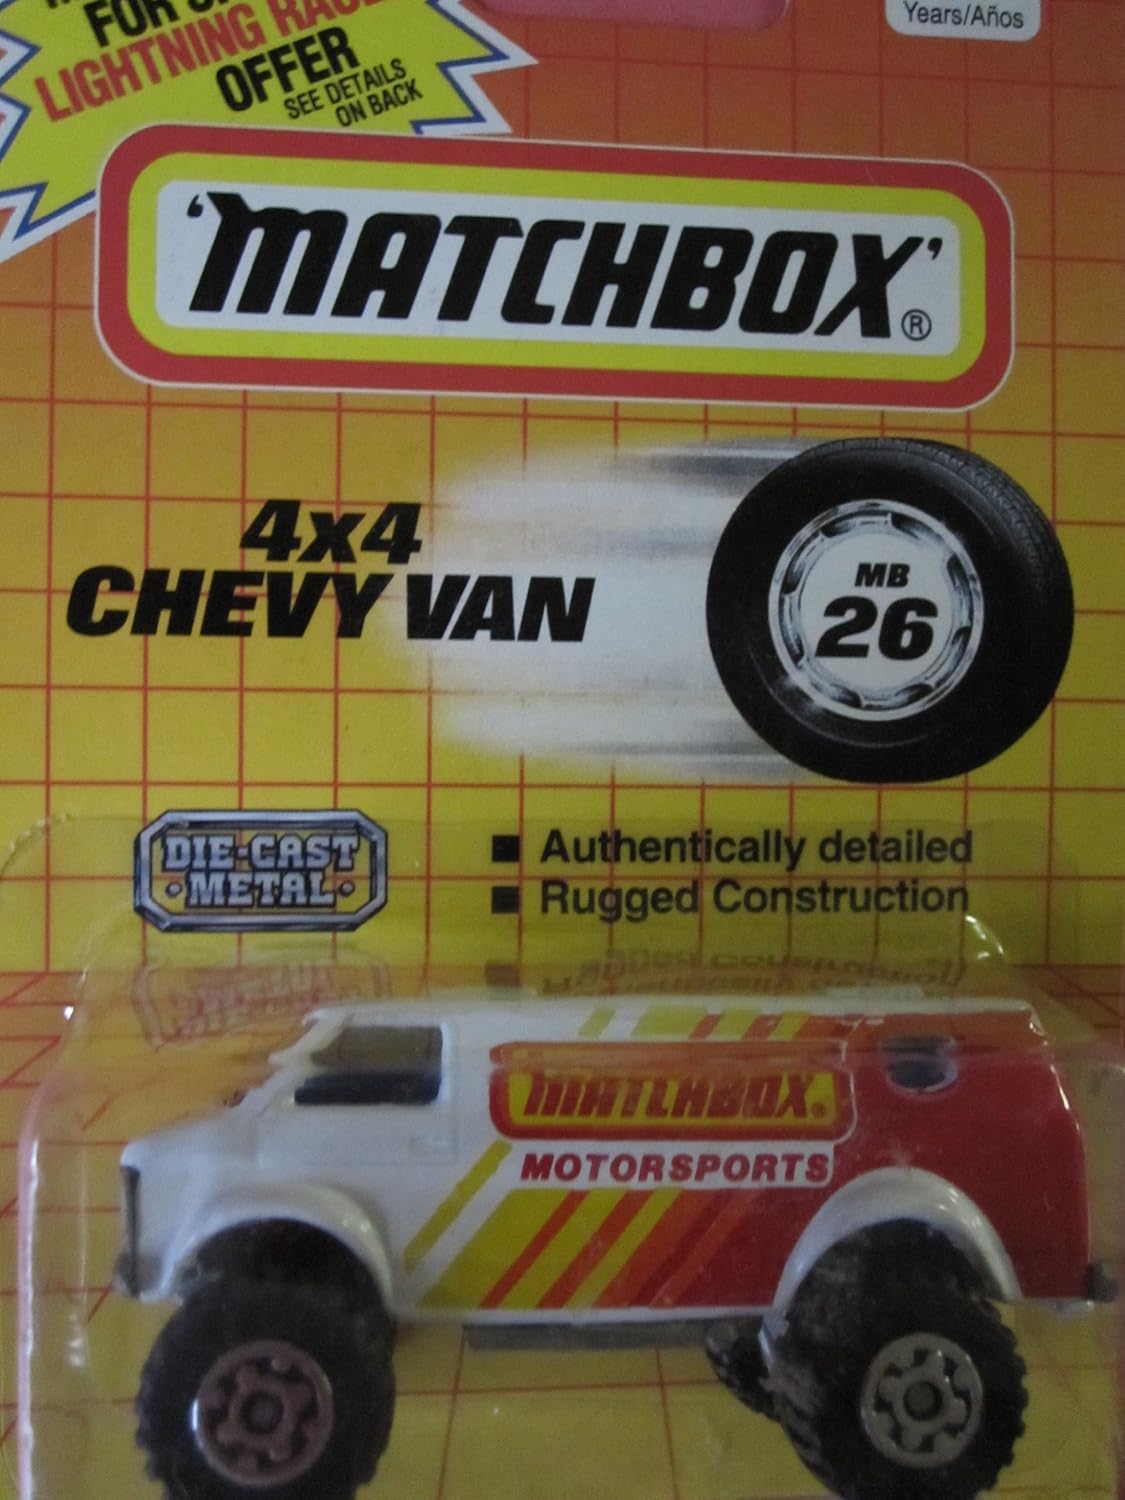 FOR
LIGHTNING
OFFER
SEE DETAILS
ON BACK
Years/Años
'MATCHBOX'®
4x4
CHEVY VAN
MB
26
DIE-CAST
•METAL•
■ Authentically detailed
■ Rugged Construction
MATCHBOX®
MOTORSPORTS